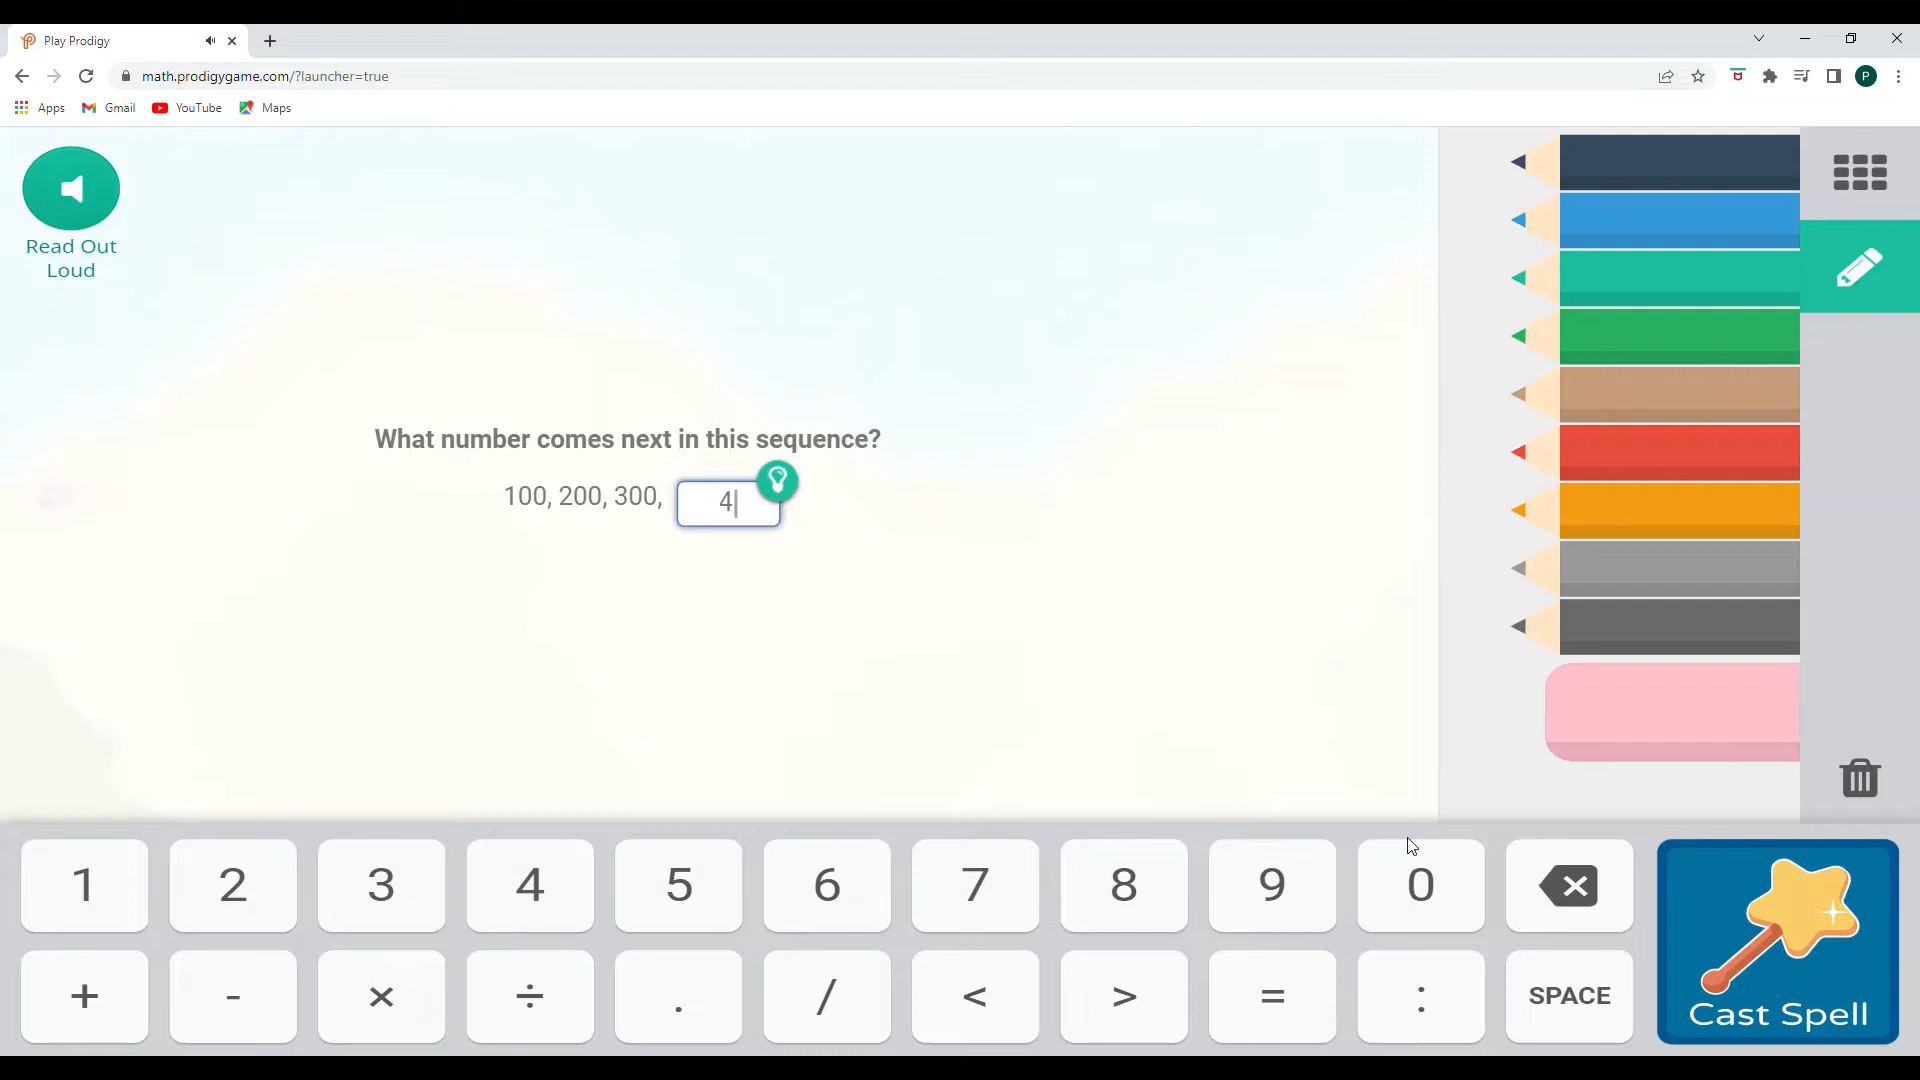 Play Prodigy
math.prodigygame.com/?launcher=true
P
Apps Gmail YouTube Maps
Read Out
Loud
What number comes next in this sequence?
100, 200, 300, 4
1 2 3 4 5 6 7 8 9 0
+ - × ÷ . / < > = : SPACE
Cast Spell